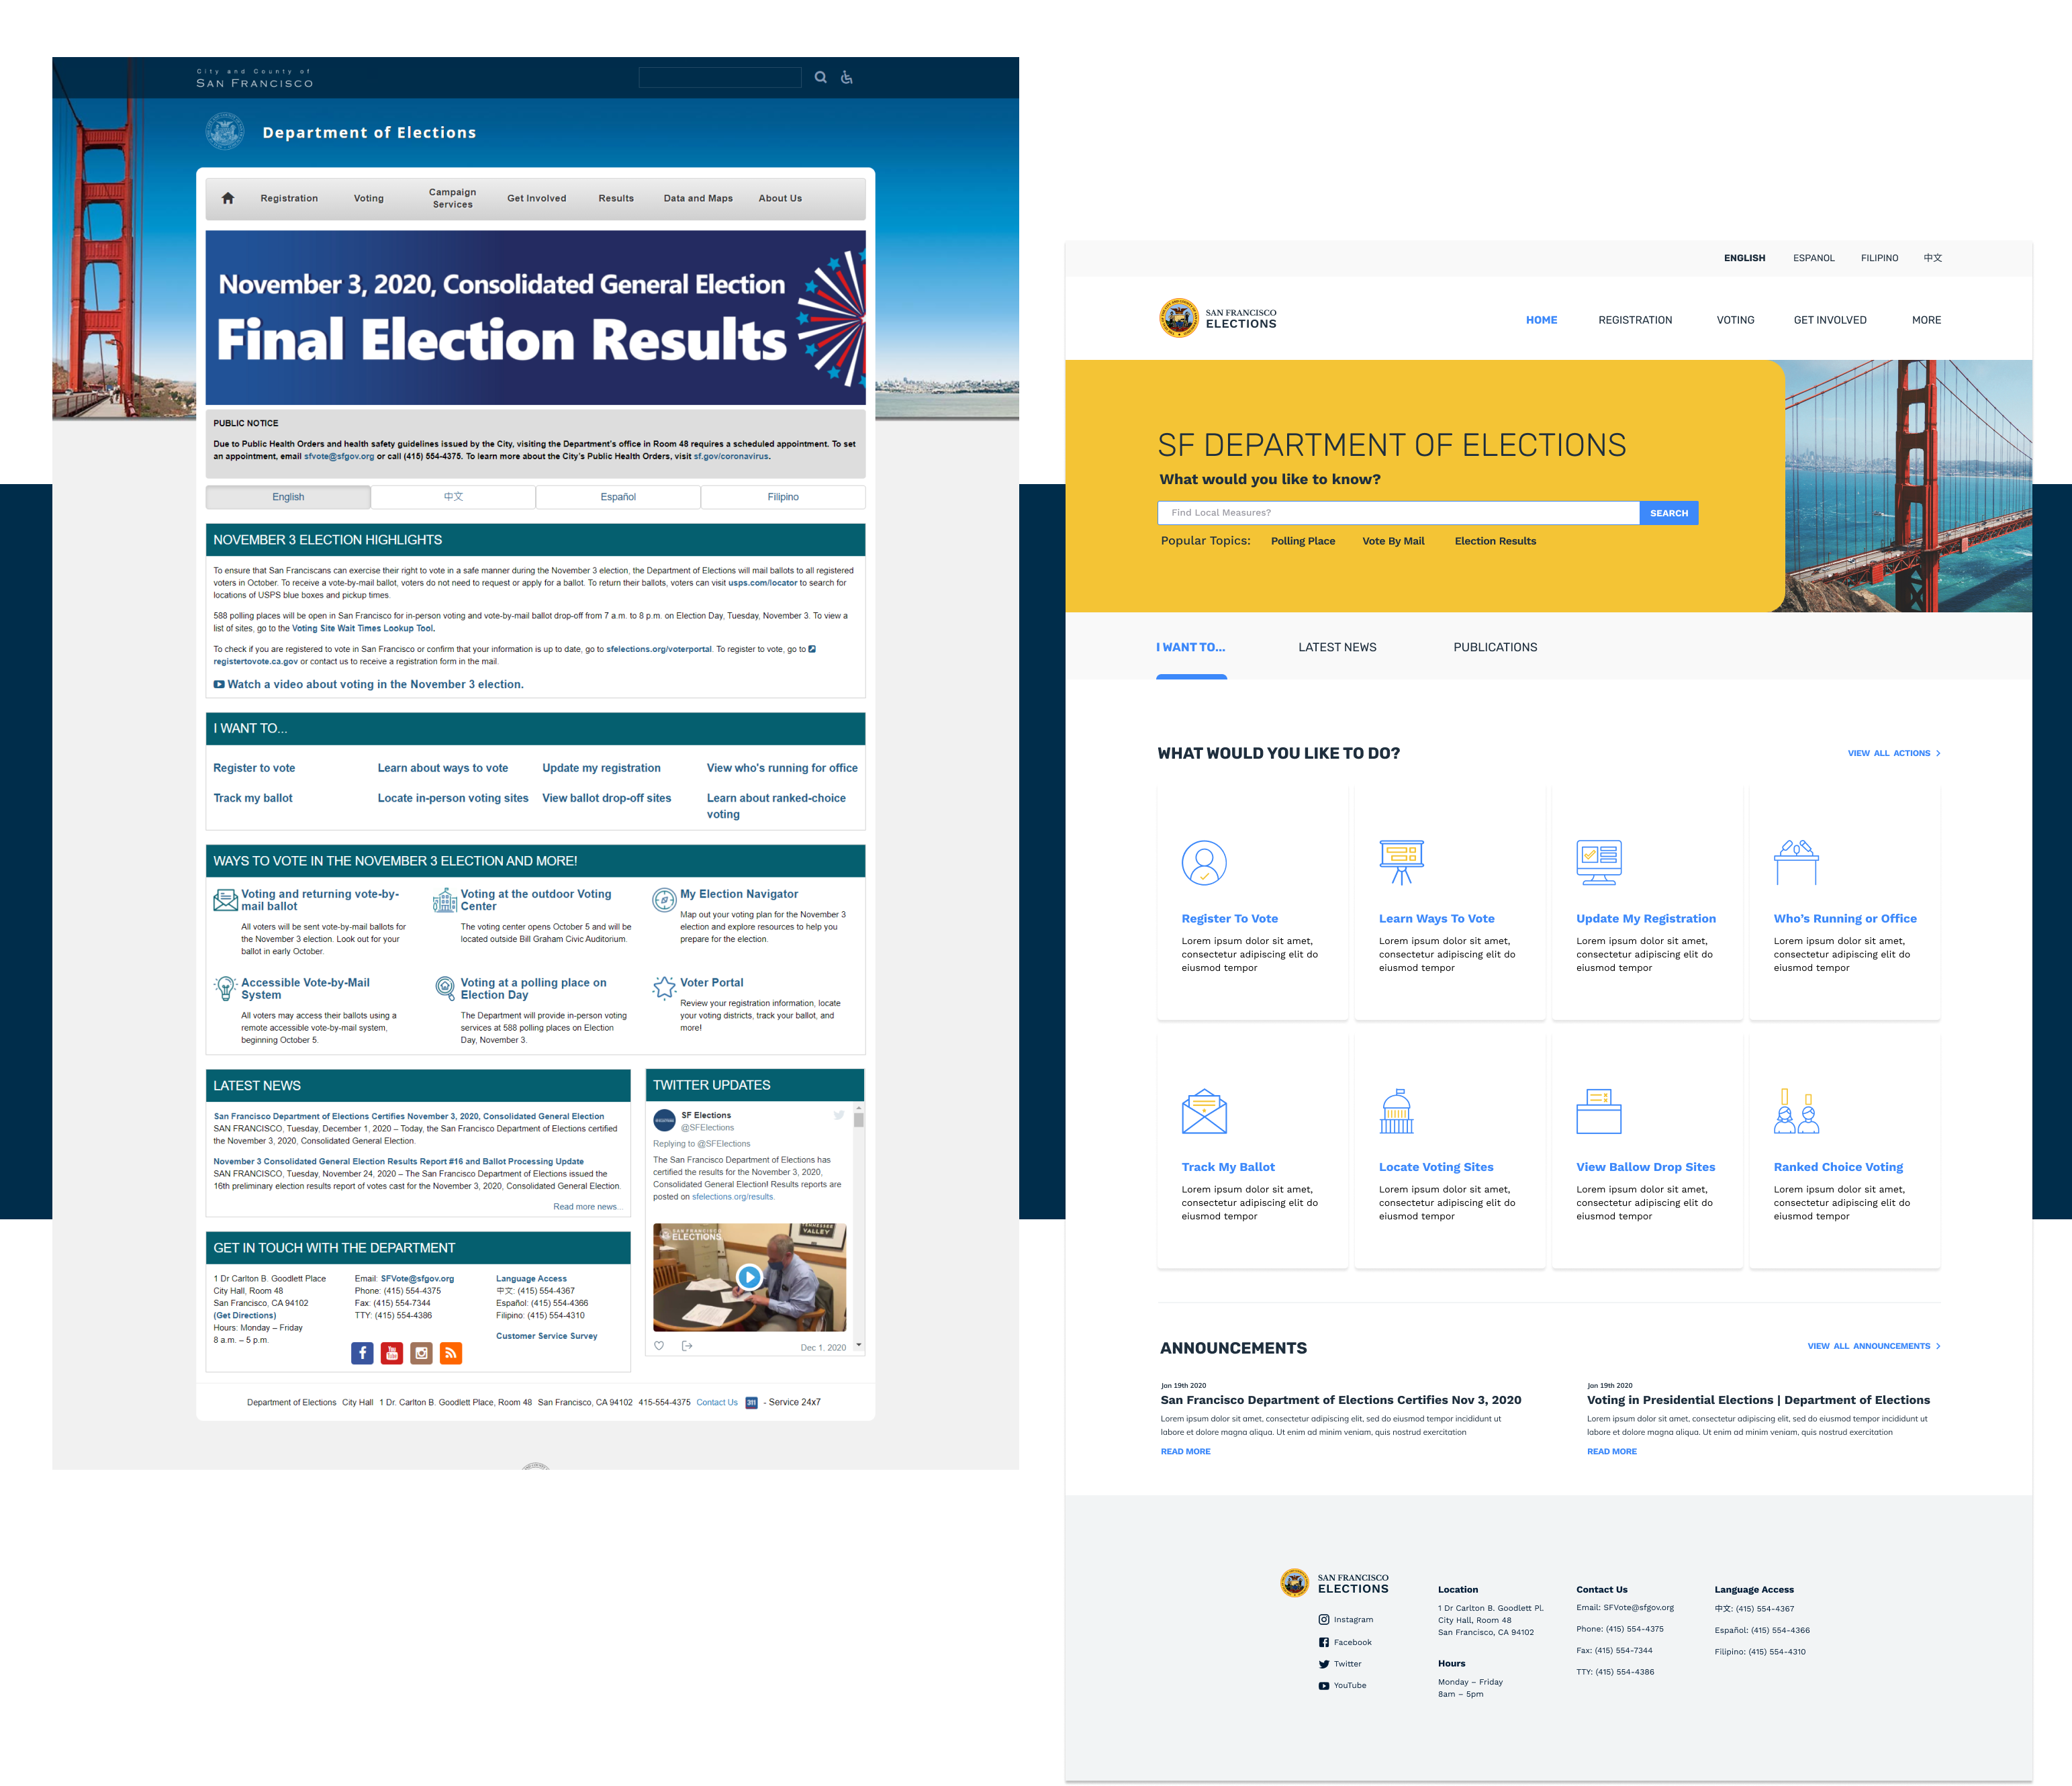 City and County of
SAN FRANCISCO
Department of Elections
Registration
Voting
Campaign
Services
Get Involved
Results
Data and Maps
About Us
November 3, 2020, Consolidated General Election
Final Election Results
PUBLIC NOTICE
Due to Public Health Orders and health safety guidelines issued by the City, visiting the Department's office in Room 48 requires a scheduled appointment. To set
an appointment, email sfvote@sfgov.org or call (415) 554-4375. To learn more about the City's Public Health Orders, visit sf.gov/coronavirus.
English
中文
Español
Filipino
NOVEMBER 3 ELECTION HIGHLIGHTS
To ensure that San Franciscans can exercise their right to vote in a safe manner during the November 3 election, the Department of Elections will mail ballots to all registered
voters in October. To receive a vote-by-mail ballot, voters do not need to request or apply for a ballot. To return their ballots, voters can visit usps.com/locator to search for
locations of USPS blue boxes and pickup times.
588 polling places will be open in San Francisco for in-person voting and vote-by-mail ballot drop-off from 7 a.m. to 8 p.m. on Election Day, Tuesday, November 3. To view a
list of sites, go to the Voting Site Wait Times Lookup Tool.
To check if you are registered to vote in San Francisco or confirm that your information is up to date, go to sfelections.org/voterportal. To register to vote, go to
registertovote.ca.gov or contact us to receive a registration form in the mail.
Watch a video about voting in the November 3 election.
I WANT TO...
Register to vote
Learn about ways to vote
Update my registration
View who's running for office
Track my ballot
Locate in-person voting sites
View ballot drop-off sites
Learn about ranked-choice
voting
WAYS TO VOTE IN THE NOVEMBER 3 ELECTION AND MORE!
Voting and returning vote-by-
mail ballot
All voters will be sent vote-by-mail ballots for
the November 3 election. Look out for your
ballot in early October.
Voting at the outdoor Voting
Center
The voting center opens October 5 and will be
located outside Bill Graham Civic Auditorium.
My Election Navigator
Map out your voting plan for the November 3
election and explore resources to help you
prepare for the election.
Accessible Vote-by-Mail
System
All voters may access their ballots using a
remote accessible vote-by-mail system,
beginning October 5.
Voting at a polling place on
Election Day
The Department will provide in-person voting
services at 588 polling places on Election
Day, November 3.
Voter Portal
Review your registration information, locate
your voting districts, track your ballot, and
more!
LATEST NEWS
San Francisco Department of Elections Certifies November 3, 2020, Consolidated General Election
SAN FRANCISCO, Tuesday, December 1, 2020 – Today, the San Francisco Department of Elections certified
the November 3, 2020, Consolidated General Election.
November 3 Consolidated General Election Results Report #16 and Ballot Processing Update
SAN FRANCISCO, Tuesday, November 24, 2020 – The San Francisco Department of Elections issued the
16th preliminary election results report of votes cast for the November 3, 2020, Consolidated General Election.
Read more news...
TWITTER UPDATES
SF Elections
@SFElections
Replying to @SFElections
The San Francisco Department of Elections has
certified the results for the November 3, 2020,
Consolidated General Election! Results reports are
posted on sfelections.org/results.
SAN FRANCISCO
ELECTIONS
TENNESSEE
VALLEY
Dec 1, 2020
GET IN TOUCH WITH THE DEPARTMENT
1 Dr Carlton B. Goodlett Place
City Hall, Room 48
San Francisco, CA 94102
(Get Directions)
Hours: Monday – Friday
8 a.m. – 5 p.m.
Email: SFVote@sfgov.org
Phone: (415) 554-4375
Fax: (415) 554-7344
TTY: (415) 554-4386
Language Access
中文: (415) 554-4367
Español: (415) 554-4366
Filipino: (415) 554-4310
Customer Service Survey
You
Tube
Department of Elections City Hall 1 Dr. Carlton B. Goodlett Place, Room 48 San Francisco, CA 94102 415-554-4375 Contact Us 311 - Service 24x7
ENGLISH
ESPANOL
FILIPINO
中文
SAN FRANCISCO
ELECTIONS
HOME
REGISTRATION
VOTING
GET INVOLVED
MORE
SF DEPARTMENT OF ELECTIONS
What would you like to know?
Find Local Measures?
SEARCH
Popular Topics:
Polling Place
Vote By Mail
Election Results
I WANT TO...
LATEST NEWS
PUBLICATIONS
WHAT WOULD YOU LIKE TO DO?
VIEW ALL ACTIONS
Register To Vote
Lorem ipsum dolor sit amet,
consectetur adipiscing elit do
eiusmod tempor
Learn Ways To Vote
Lorem ipsum dolor sit amet,
consectetur adipiscing elit do
eiusmod tempor
Update My Registration
Lorem ipsum dolor sit amet,
consectetur adipiscing elit do
eiusmod tempor
Who's Running or Office
Lorem ipsum dolor sit amet,
consectetur adipiscing elit do
eiusmod tempor
Track My Ballot
Lorem ipsum dolor sit amet,
consectetur adipiscing elit do
eiusmod tempor
Locate Voting Sites
Lorem ipsum dolor sit amet,
consectetur adipiscing elit do
eiusmod tempor
View Ballow Drop Sites
Lorem ipsum dolor sit amet,
consectetur adipiscing elit do
eiusmod tempor
Ranked Choice Voting
Lorem ipsum dolor sit amet,
consectetur adipiscing elit do
eiusmod tempor
ANNOUNCEMENTS
VIEW ALL ANNOUNCEMENTS
Jan 19th 2020
San Francisco Department of Elections Certifies Nov 3, 2020
Lorem ipsum dolor sit amet, consectetur adipiscing elit, sed do eiusmod tempor incididunt ut
labore et dolore magna aliqua. Ut enim ad minim veniam, quis nostrud exercitation
READ MORE
Jan 19th 2020
Voting in Presidential Elections | Department of Elections
Lorem ipsum dolor sit amet, consectetur adipiscing elit, sed do eiusmod tempor incididunt ut
labore et dolore magna aliqua. Ut enim ad minim veniam, quis nostrud exercitation
READ MORE
SAN FRANCISCO
ELECTIONS
Instagram
Facebook
Twitter
YouTube
Location
1 Dr Carlton B. Goodlett Pl.
City Hall, Room 48
San Francisco, CA 94102
Hours
Monday – Friday
8am – 5pm
Contact Us
Email: SFVote@sfgov.org
Phone: (415) 554-4375
Fax: (415) 554-7344
TTY: (415) 554-4386
Language Access
中文: (415) 554-4367
Español: (415) 554-4366
Filipino: (415) 554-4310